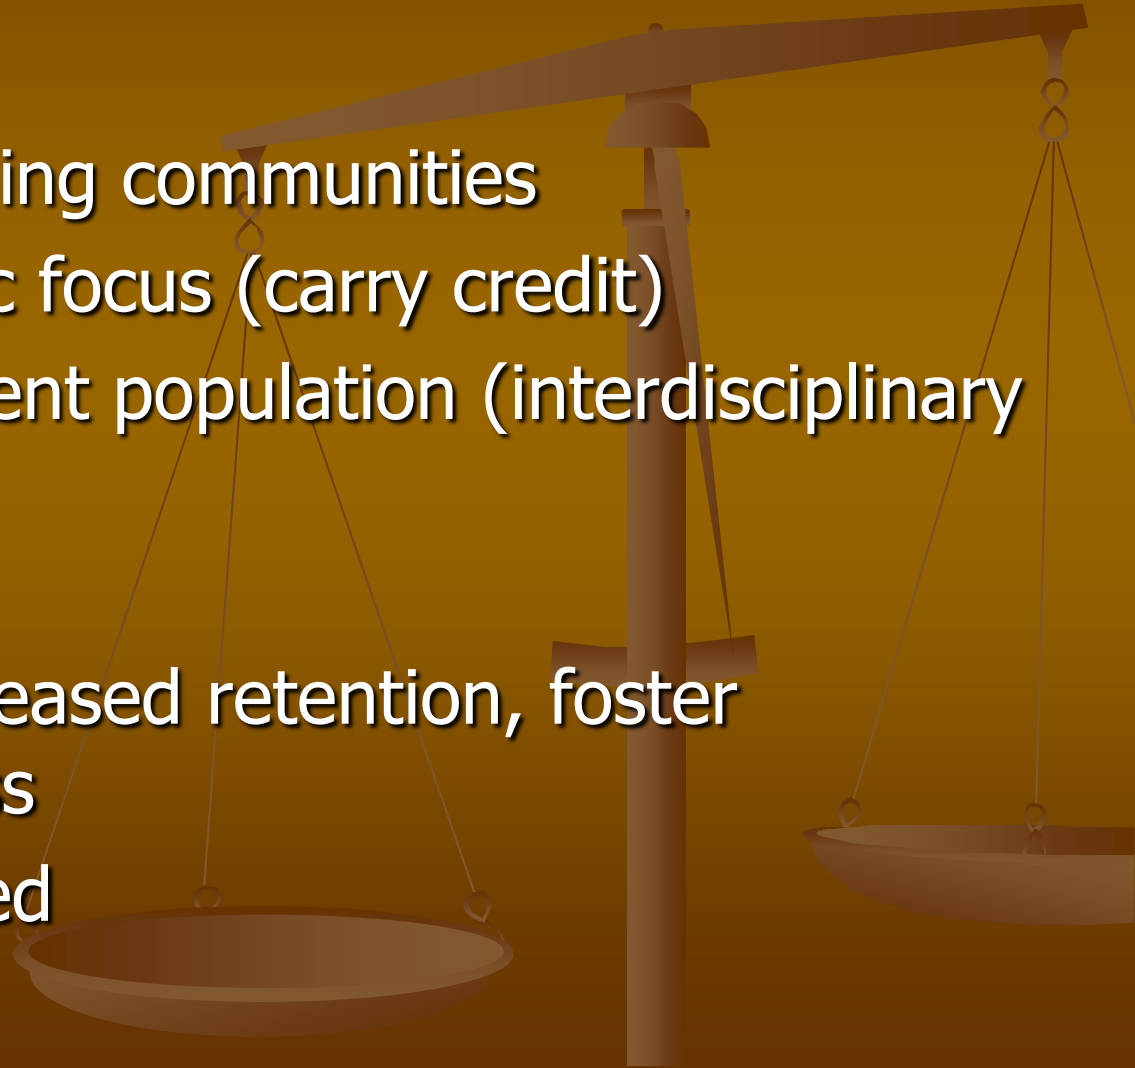 ing communities
c focus (carry credit)
ent population (interdisciplinary
eased retention, foster
s
ed